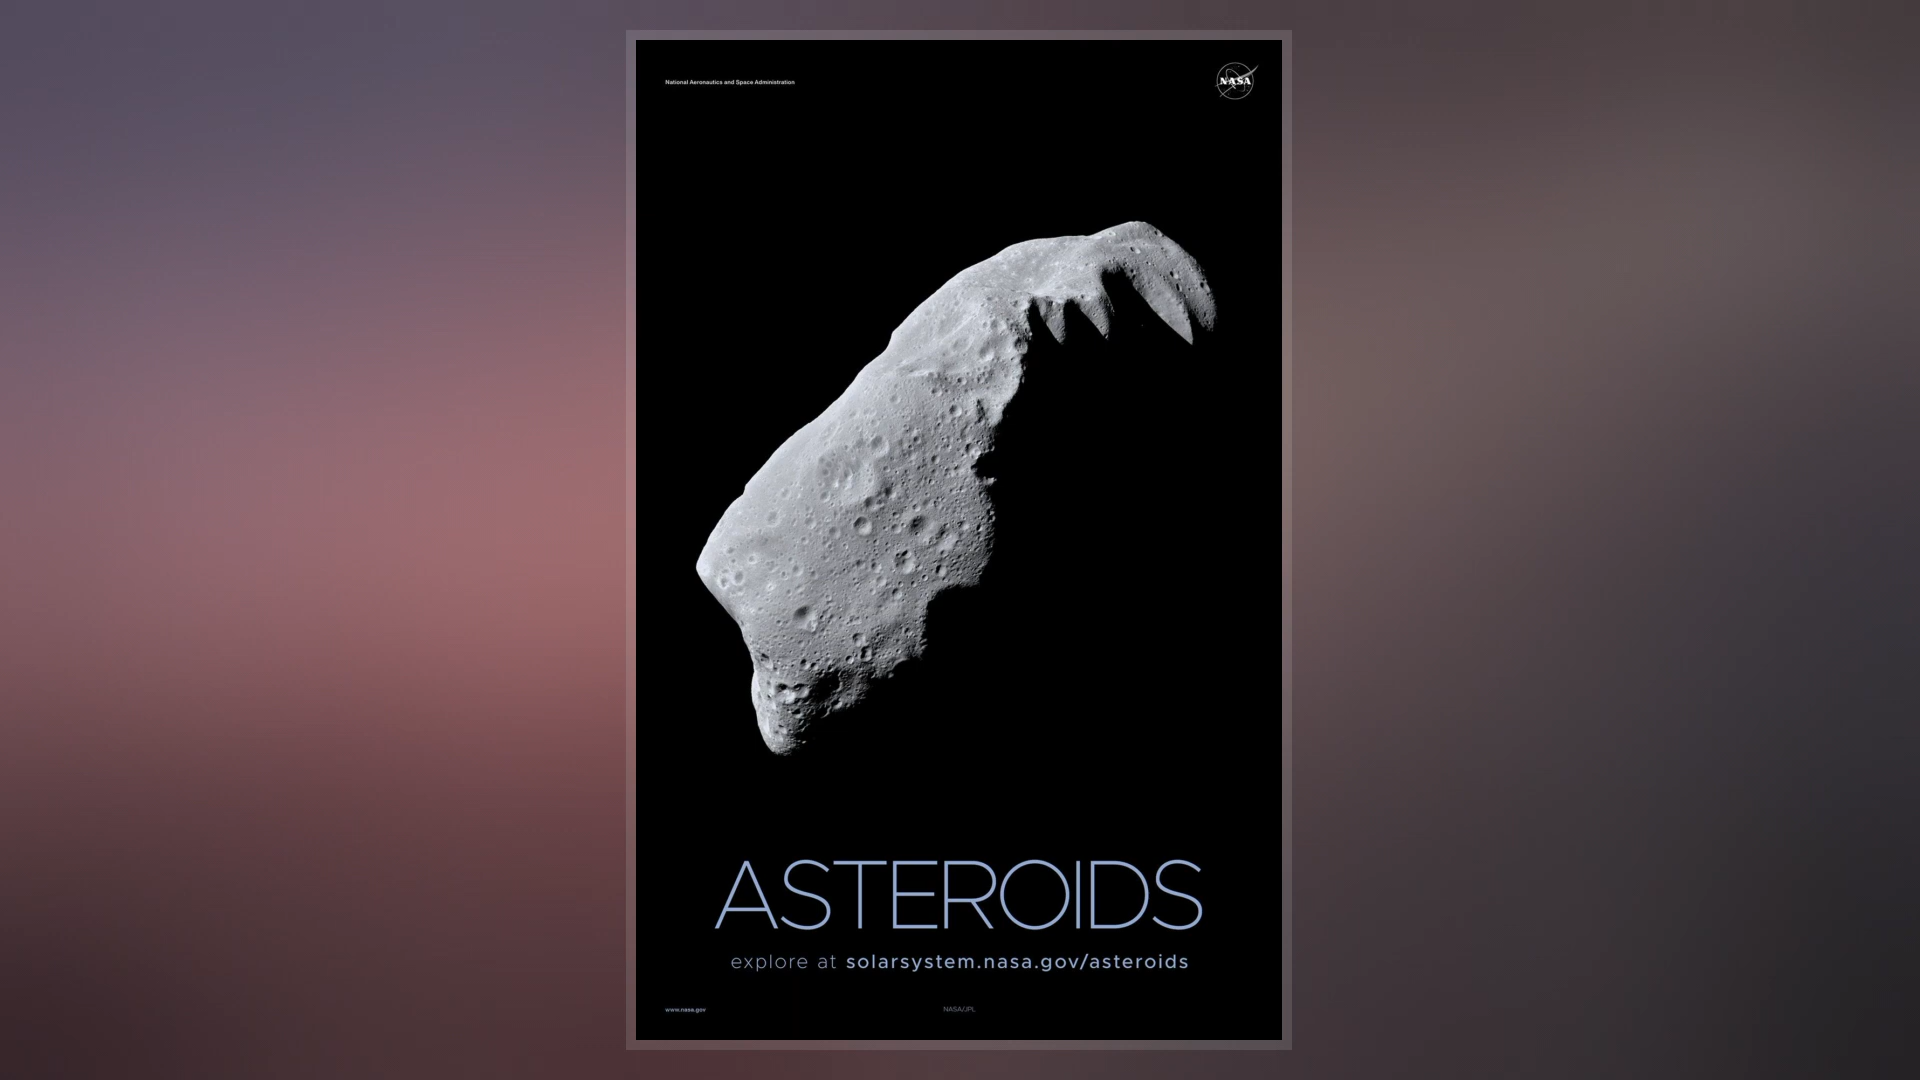 National Aeronautics and Space Administration
NASA
ASTEROIDS
explore at solarsystem.nasa.gov/asteroids
www.nasa.gov
NASA/JPL